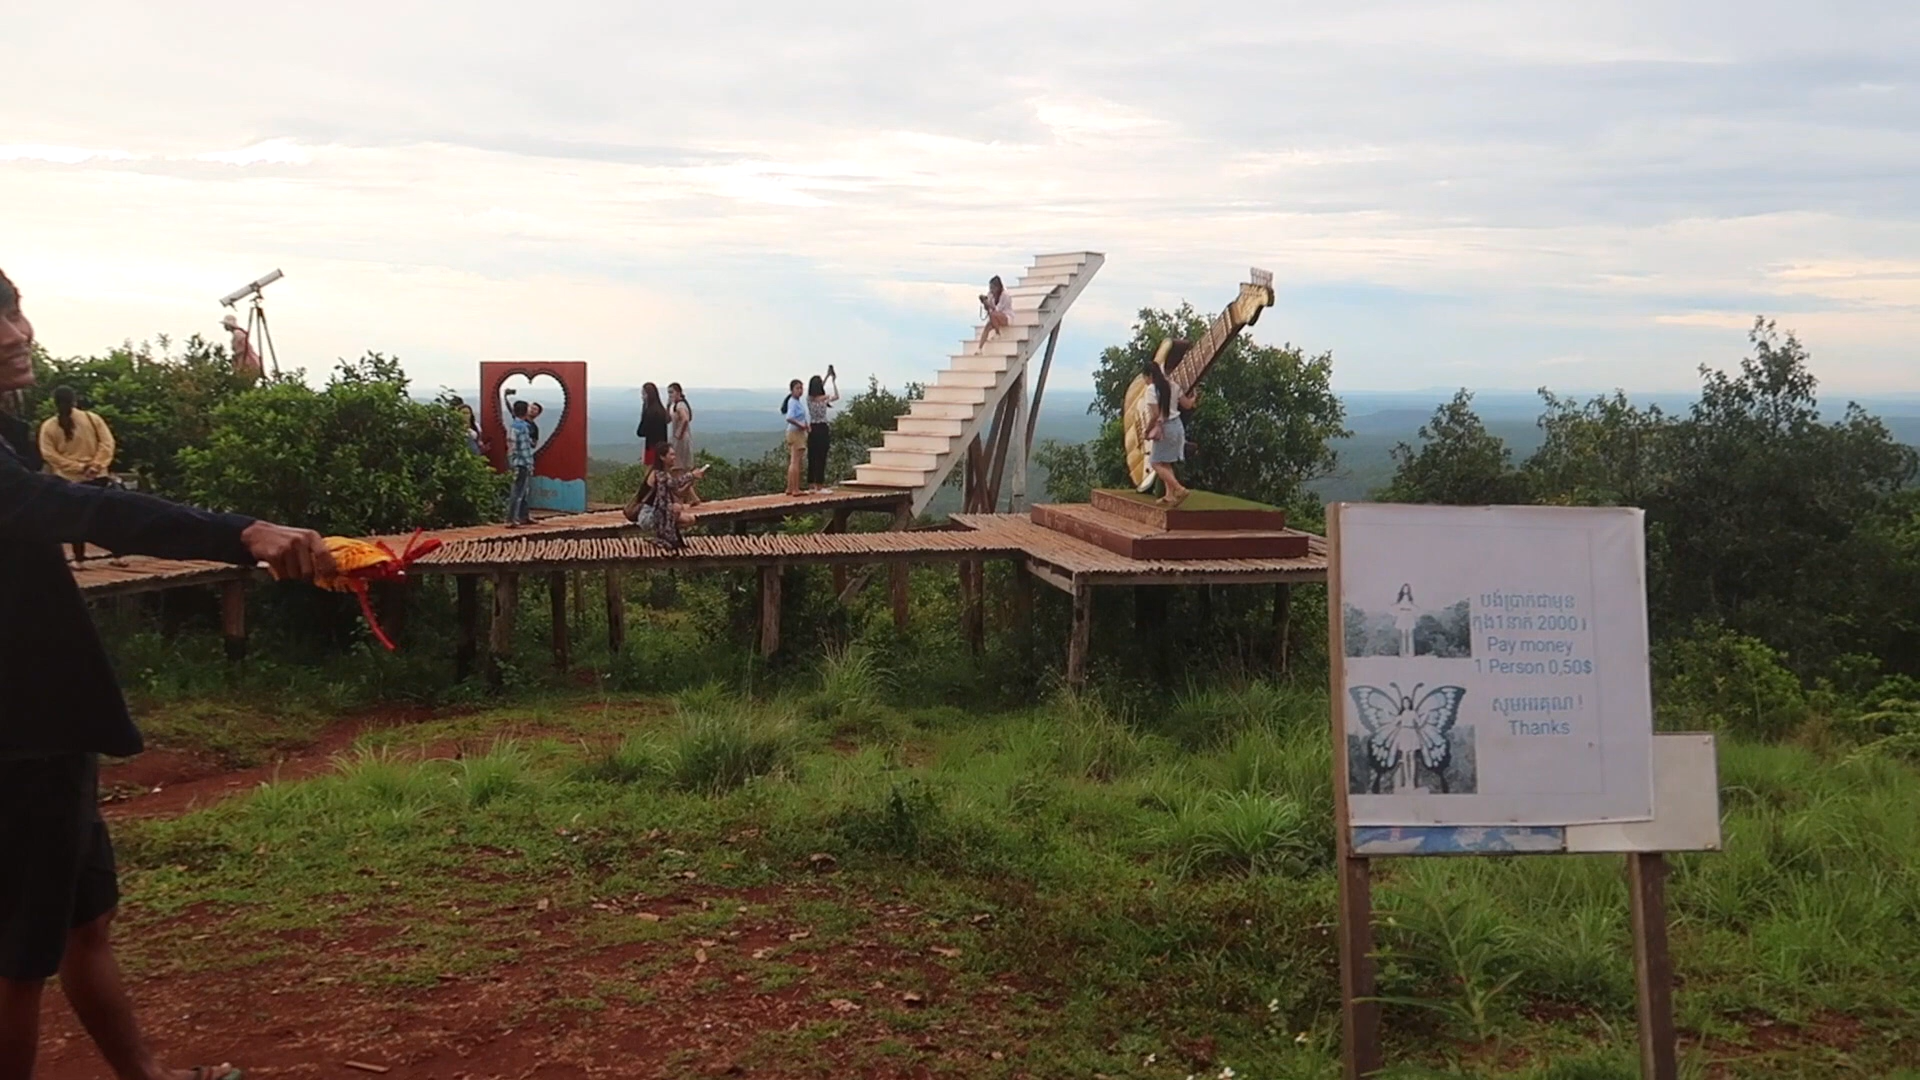 បង់ប្រាក់ជាមុន
ក្នុង1នាក់ 2000៛
Pay money
1 Person 0,50$
សូមអរគុណ !
Thanks